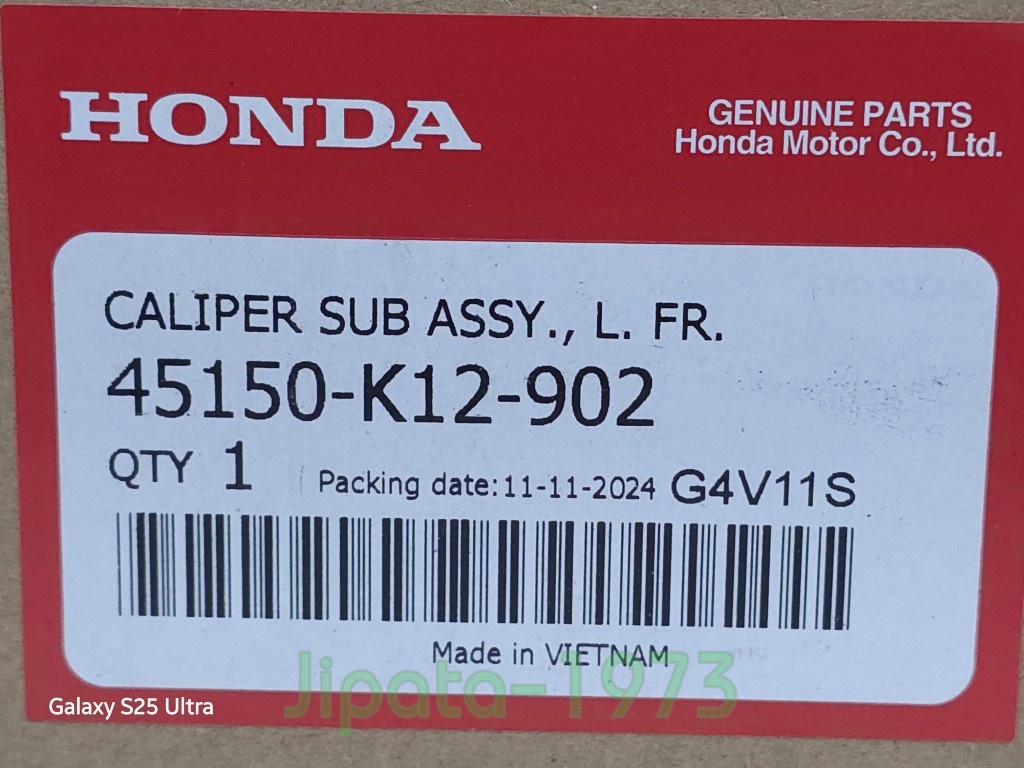 HONDA
GENUINE PARTS
Honda Motor Co., Ltd.
CALIPER SUB ASSY., L. FR.
45150-K12-902
QTY 1 Packing date:11-11-2024 G4V11S
Made in VIETNAM
Jipata-1973
Galaxy S25 Ultra